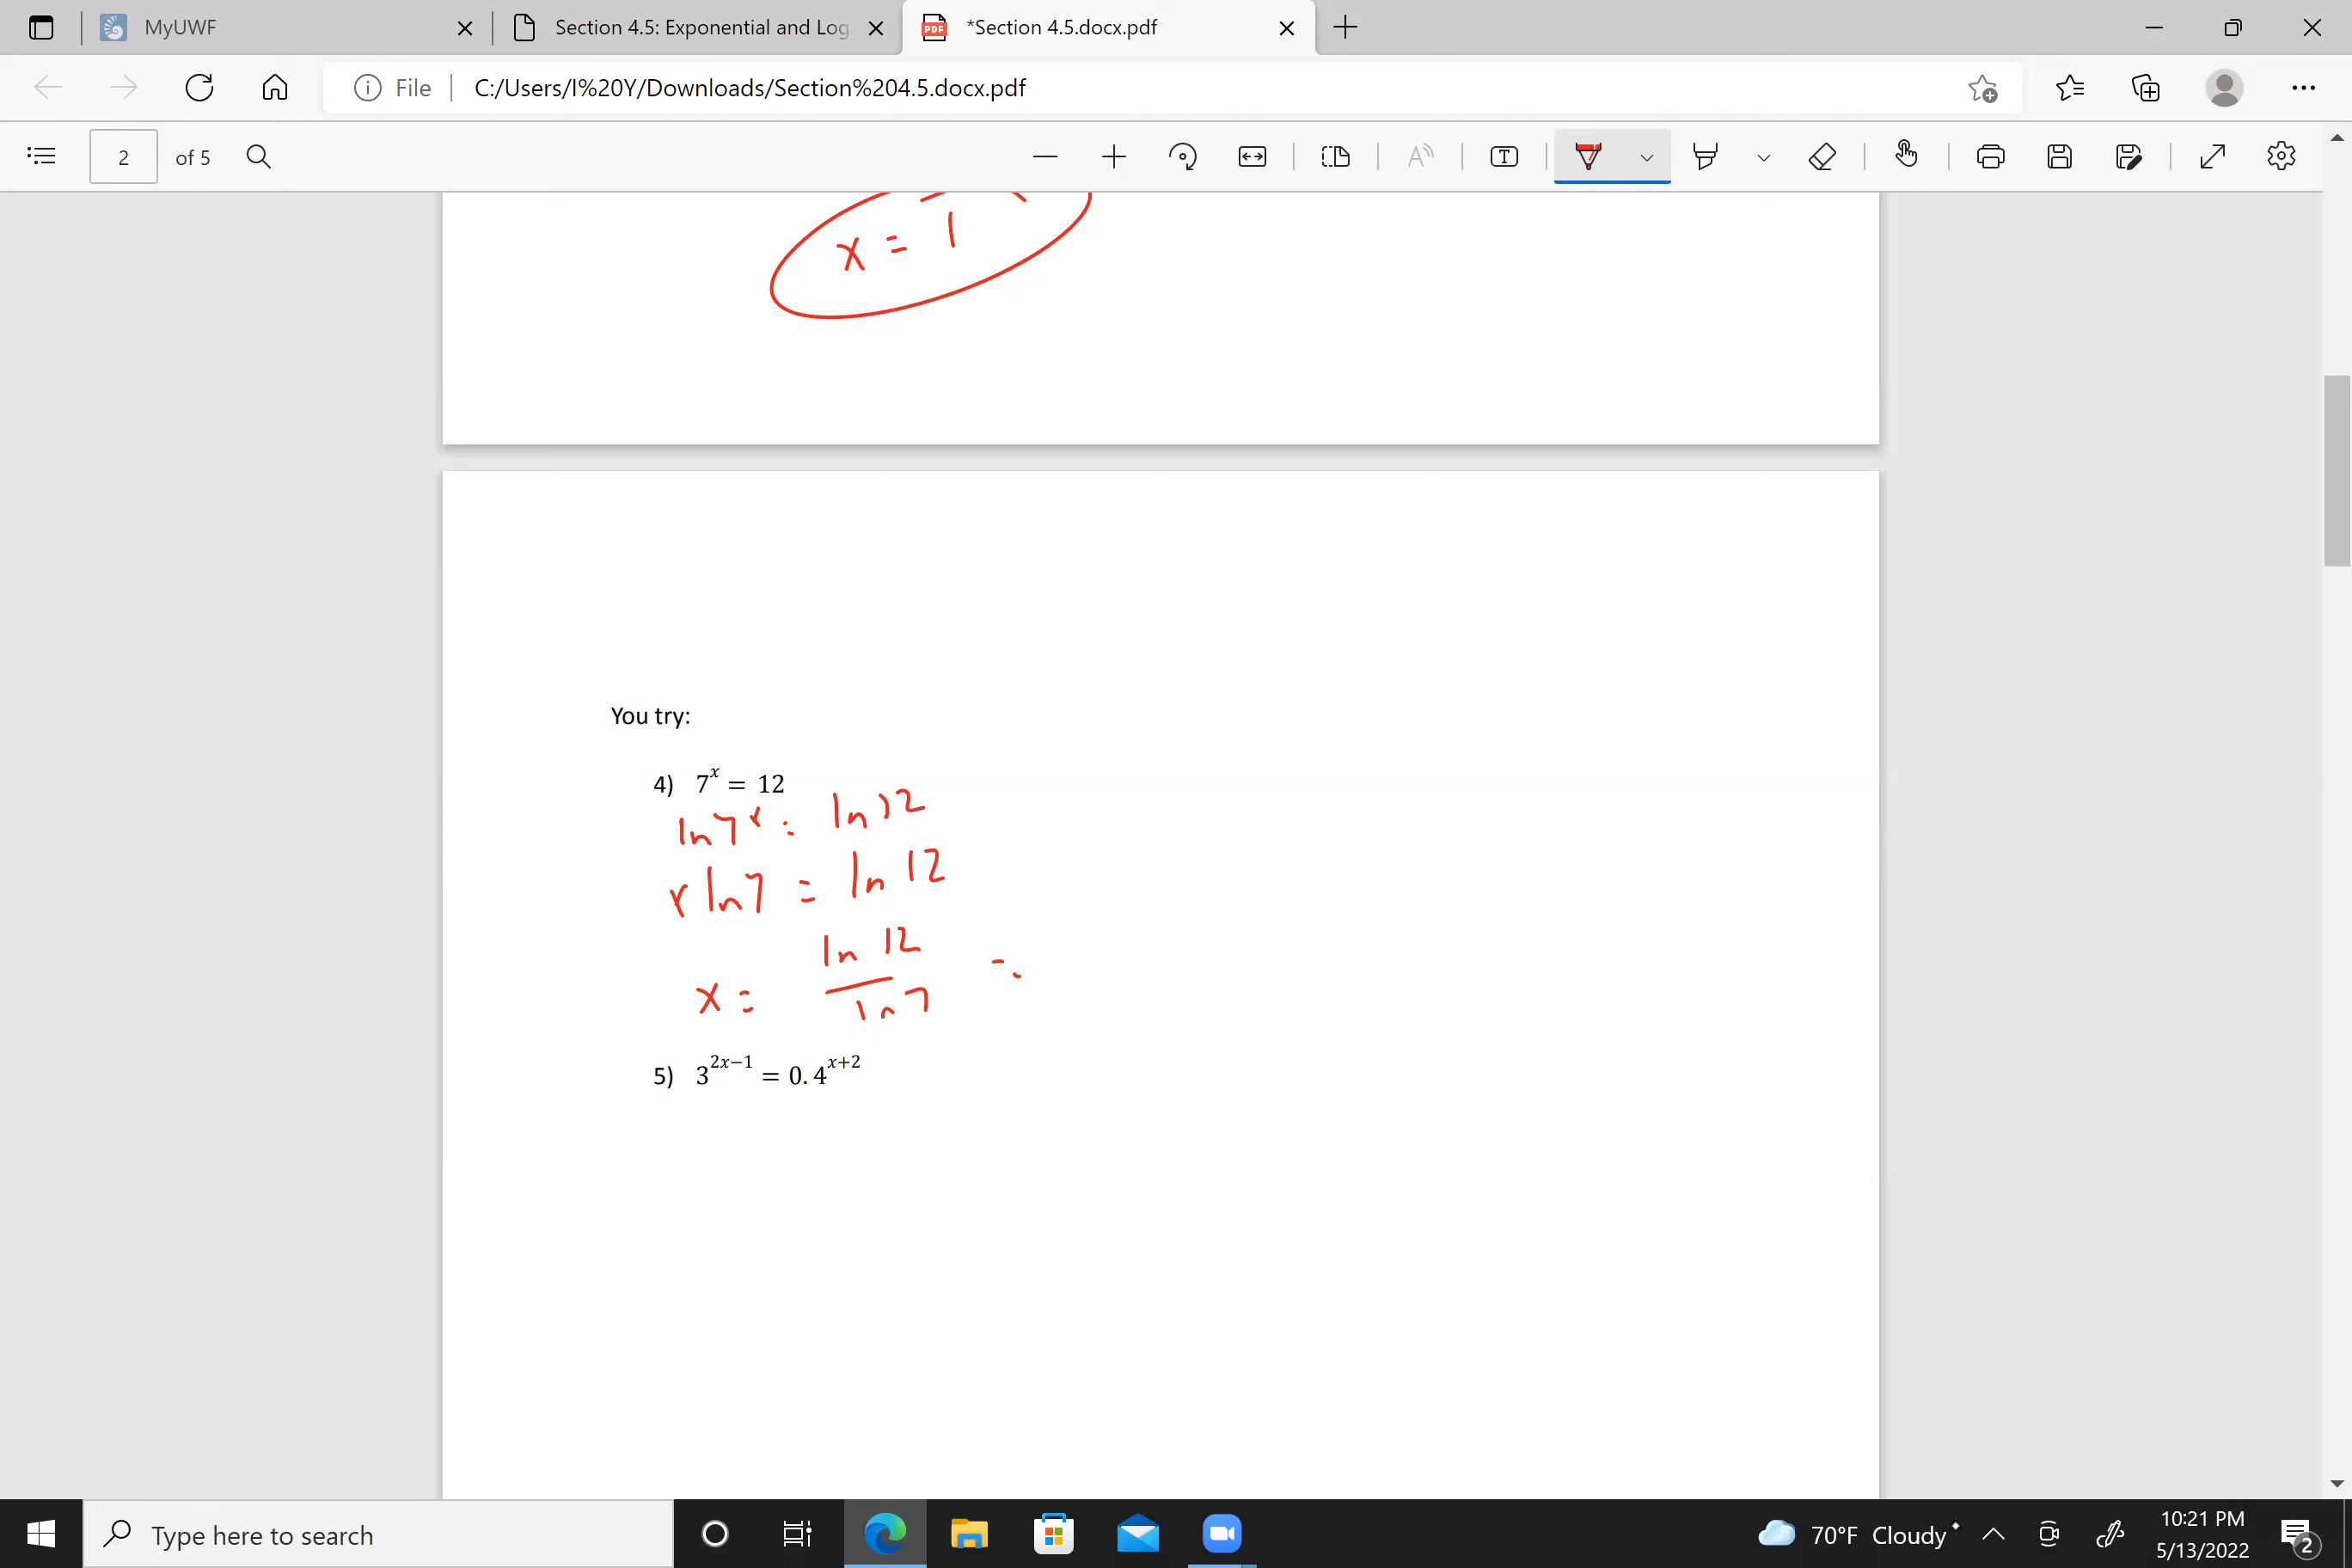 MyUWF
Section 4.5: Exponential and Log
*Section 4.5.docx.pdf
File
C:/Users/I%20Y/Downloads/Section%204.5.docx.pdf
2 of 5
x = 1
You try:
4) 7^x = 12
ln 7^x = ln 12
x ln 7 = ln 12
x = ln 12 / ln 7 =
5) 3^{2x−1} = 0.4^{x+2}
Type here to search
70°F Cloudy
10:21 PM
5/13/2022
2